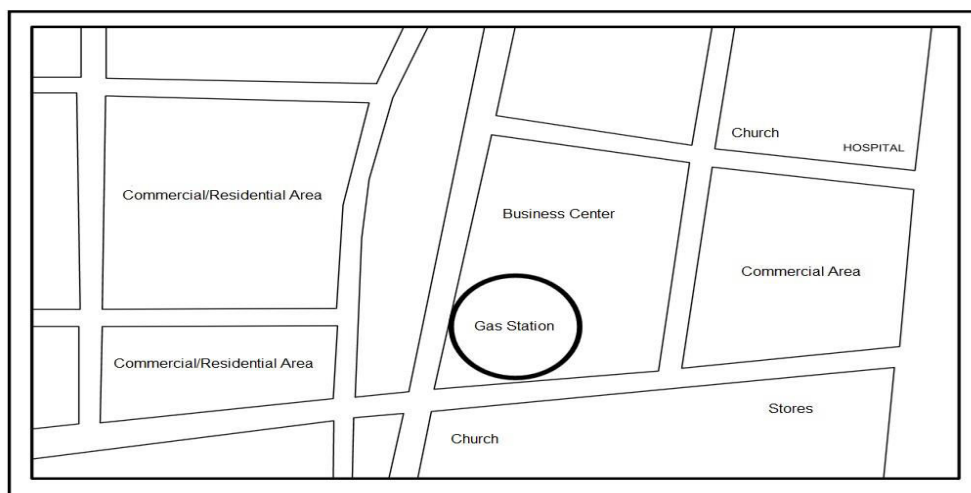 Church
HOSPITAL
Commercial/Residential Area
Business Center
Commercial Area
Gas Station
Commercial/Residential Area
Stores
Church